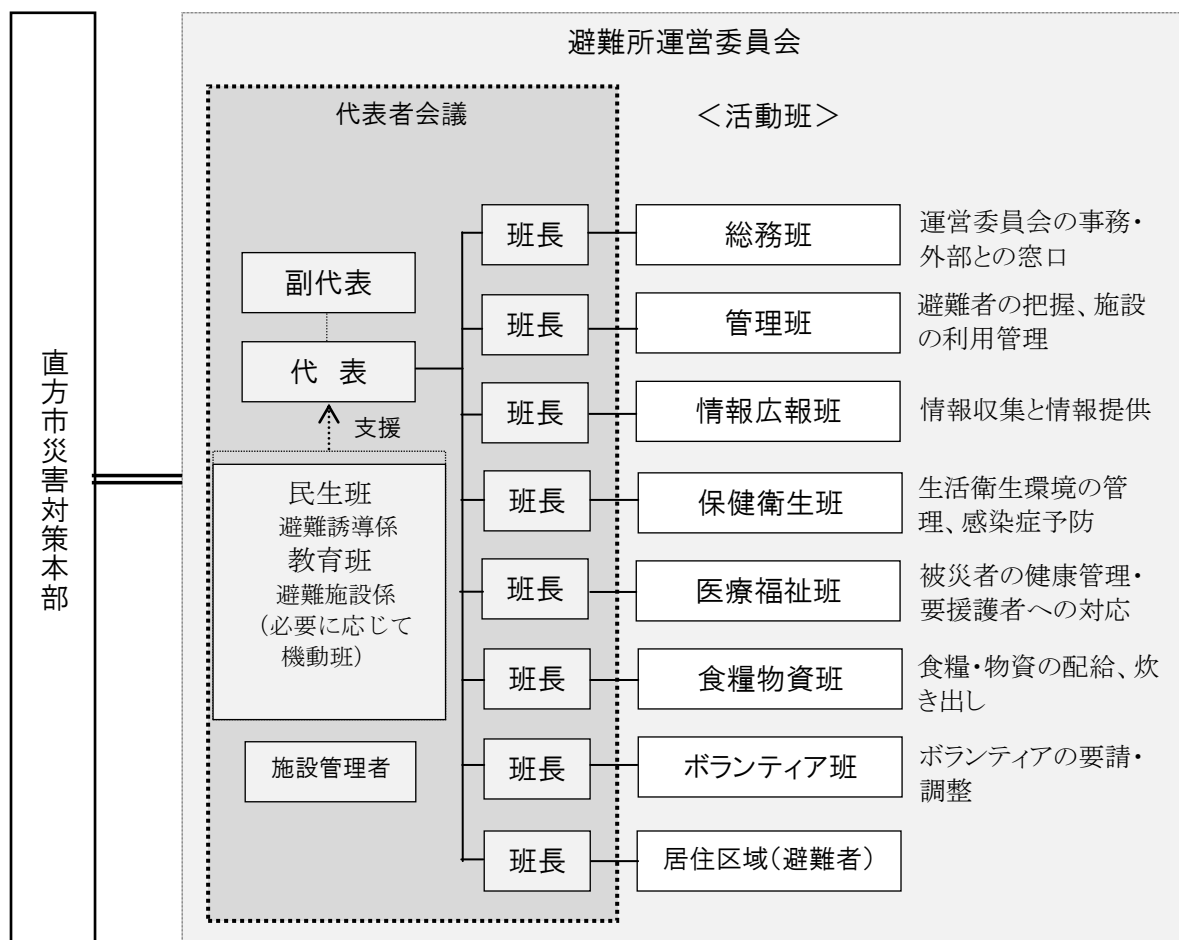 避難所運営委員会
代表者会議
＜活動班＞
直方市災害対策本部
副代表
代　表
支援
民生班
避難誘導係
教育班
避難施設係
（必要に応じて
機動班）
施設管理者
班長
総務班
運営委員会の事務・
外部との窓口
班長
管理班
避難者の把握、施設
の利用管理
班長
情報広報班
情報収集と情報提供
班長
保健衛生班
生活衛生環境の管
理、感染症予防
班長
医療福祉班
被災者の健康管理・
要援護者への対応
班長
食糧物資班
食糧・物資の配給、炊
き出し
班長
ボランティア班
ボランティアの要請・
調整
班長
居住区域（避難者）